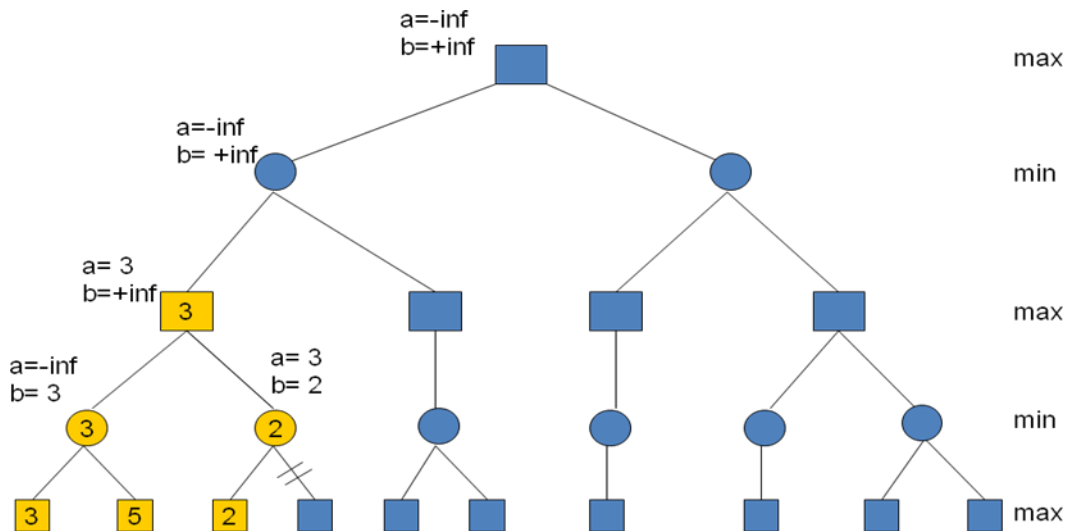 a=-inf
b=+inf
max
a=-inf
b= +inf
min
a= 3
b=+inf
3
max
a=-inf
b= 3
a= 3
b= 2
3
2
min
3
5
2
max